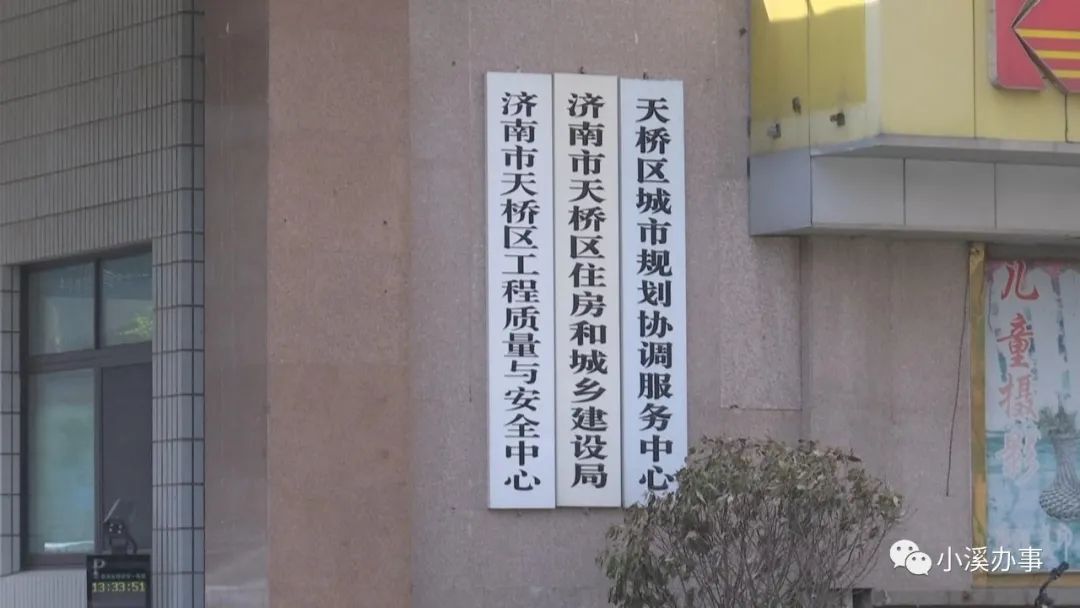 济南市天桥区工程质量与安全中心
济南市天桥区住房和城乡建设局
天桥区城市规划协调服务中心
儿童摄影
P
13:33:51
小溪办事